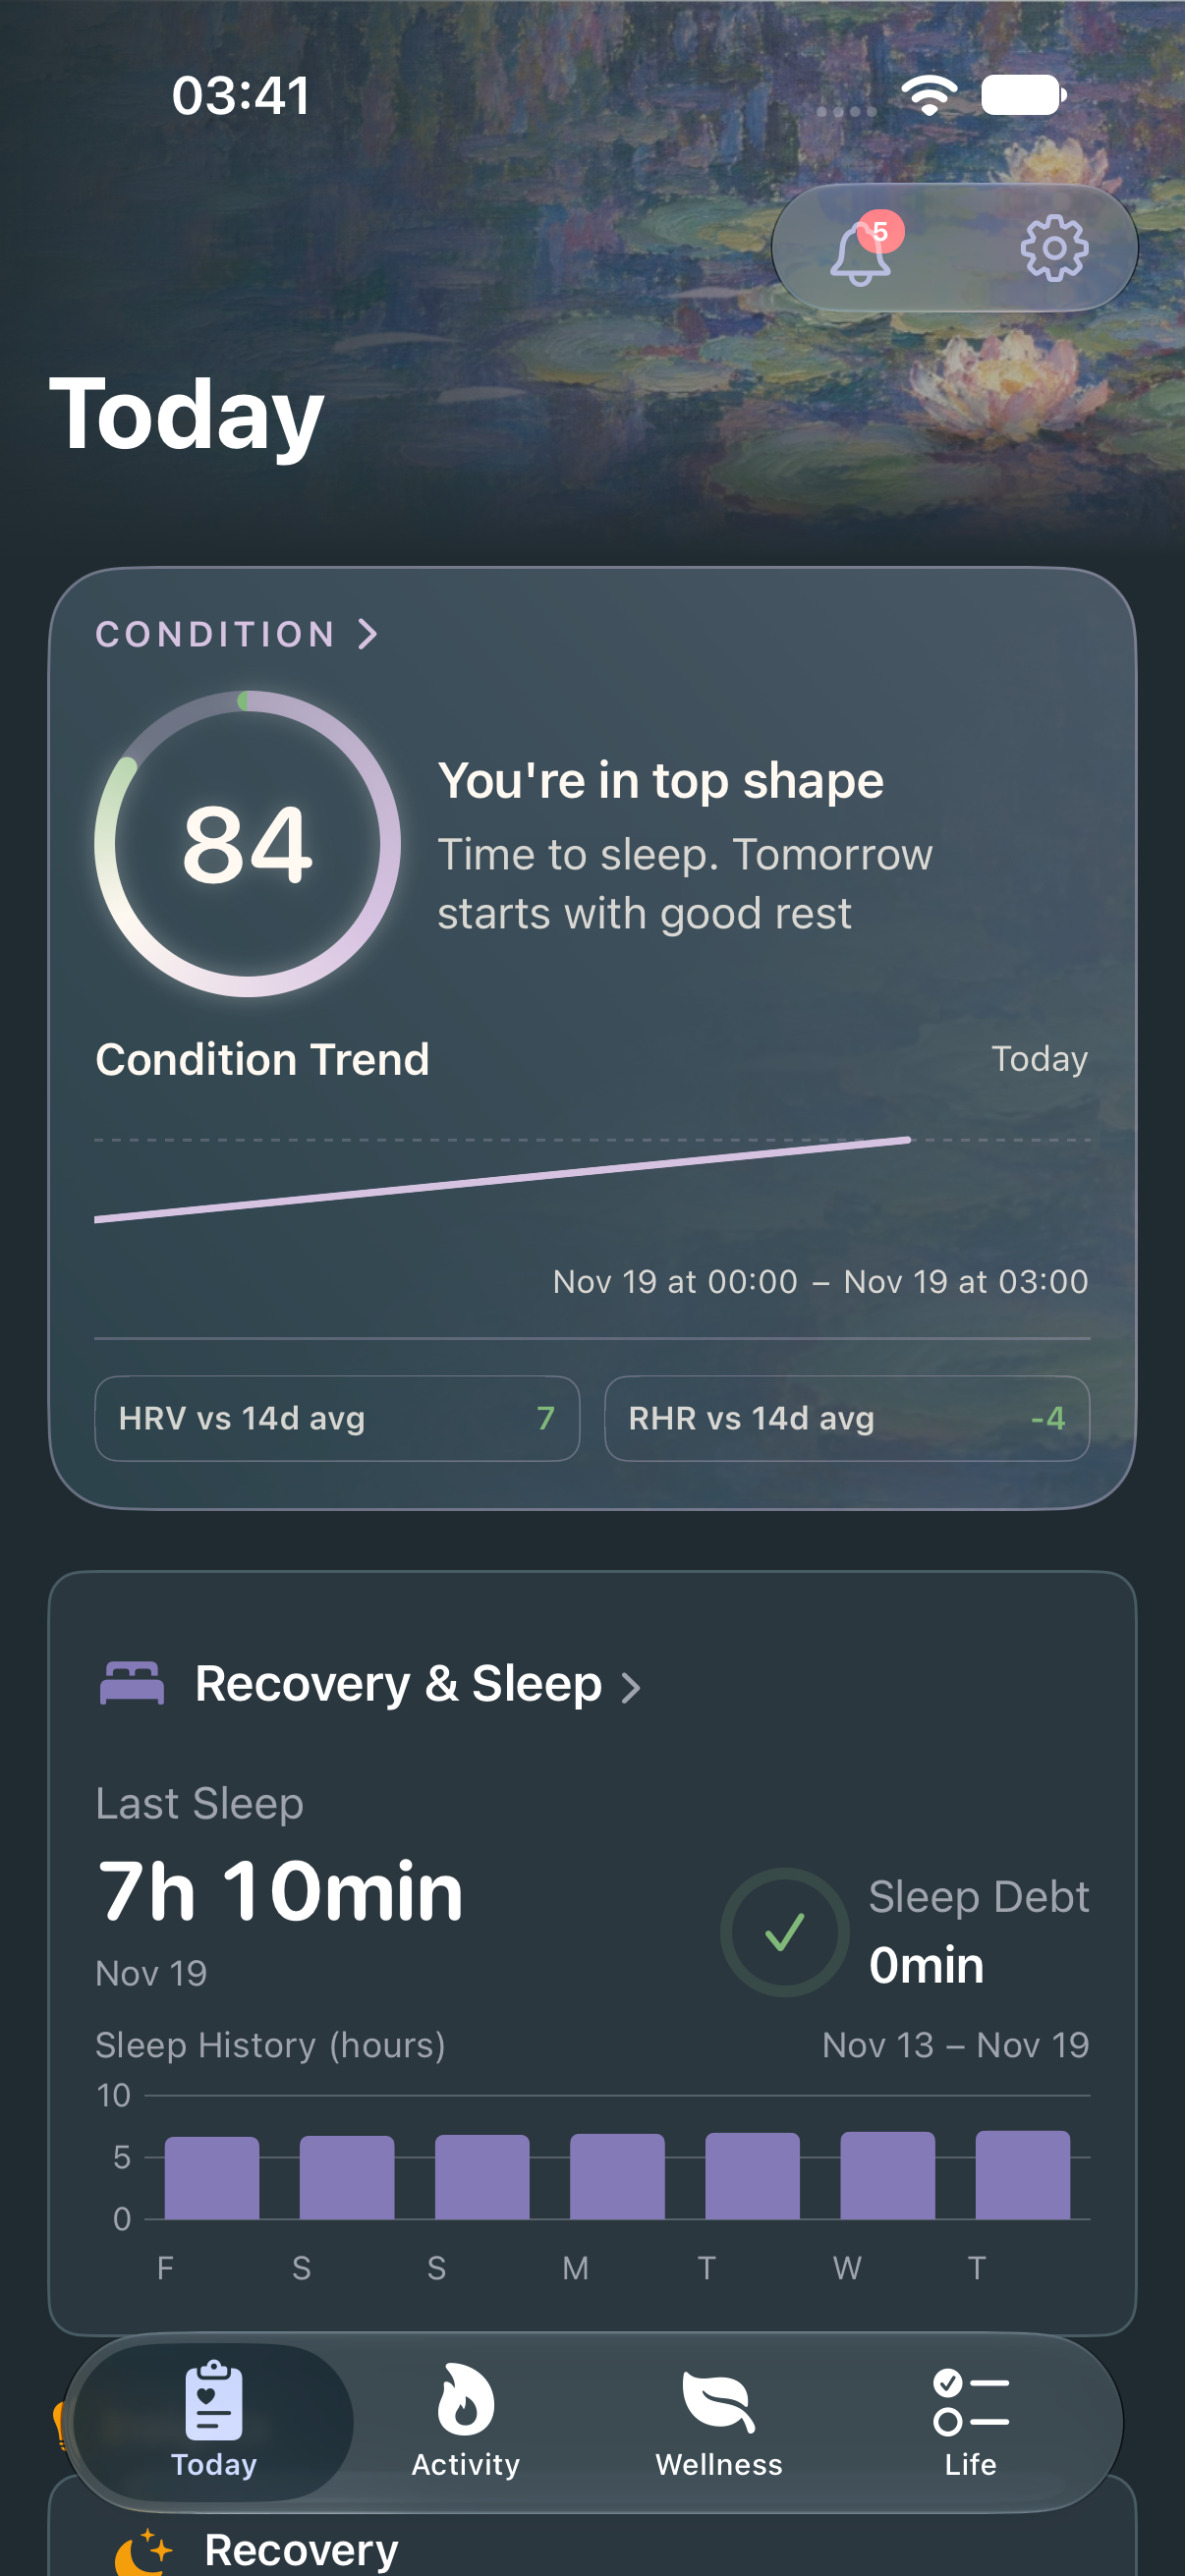 03:41
5
Today
CONDITION
84
You're in top shape
Time to sleep. Tomorrow
starts with good rest
Condition Trend
Today
Nov 19 at 00:00 – Nov 19 at 03:00
HRV vs 14d avg 7
RHR vs 14d avg -4
Recovery & Sleep
Last Sleep
7h 10min
Nov 19
Sleep Debt
0min
Sleep History (hours)
Nov 13 – Nov 19
10
5
0
F S S M T W T
Today Activity Wellness Life
Recovery